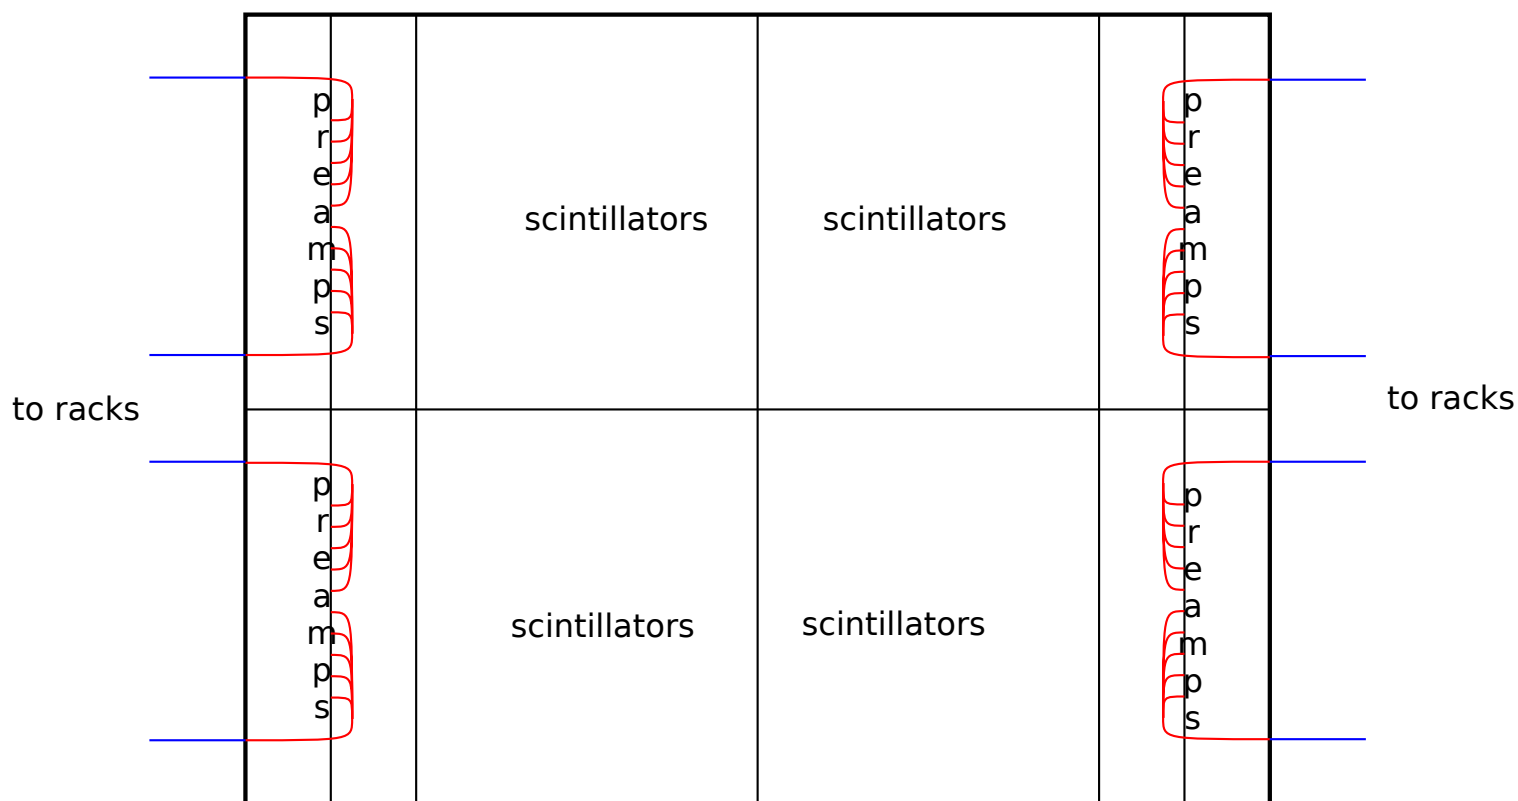 preamps
scintillators
scintillators
preamps
to racks
to racks
preamps
scintillators
scintillators
preamps